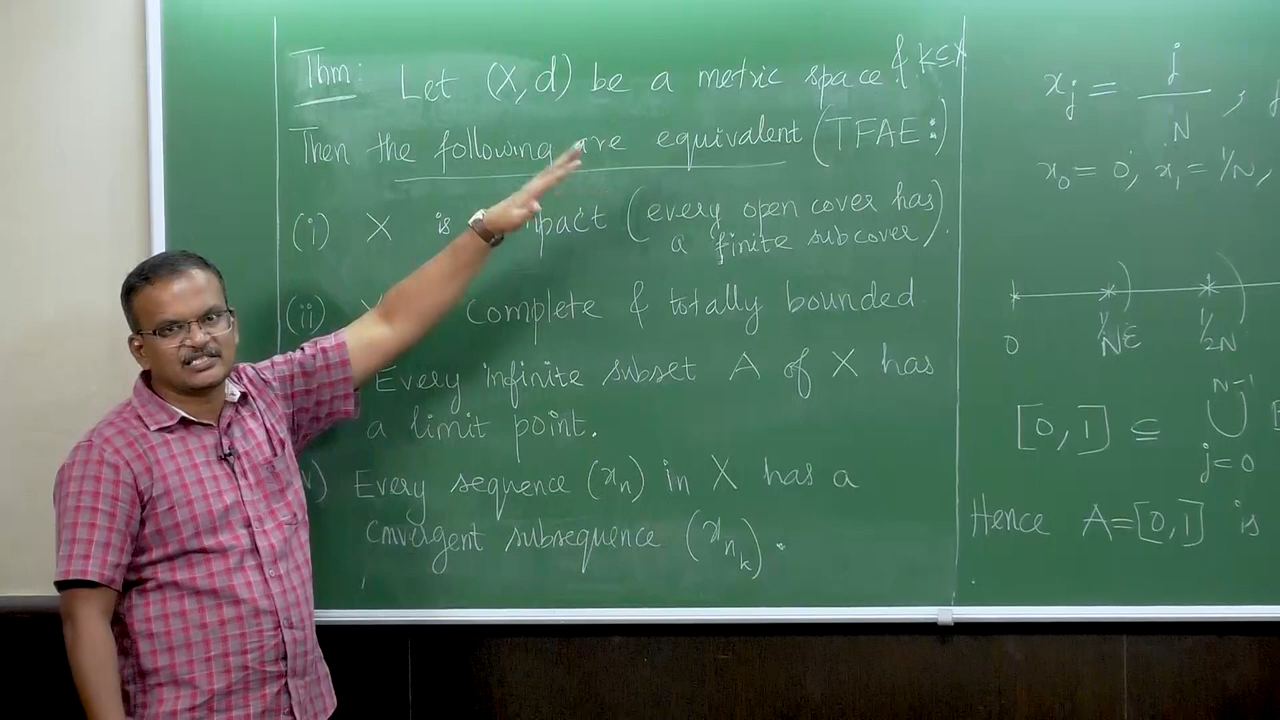 Thm: Let (X, d) be a metric space & K⊆X
Then the following are equivalent (TFAE:)
(i) X is mpact (every open cover has
a finite subcover).
(ii) Complete & totally bounded
Every infinite subset A of X has
a limit point.
Every sequence (xₙ) in X has a
Convergent subsequence (xₙₖ).
xⱼ = j/N ,
x₀ = 0, x₁ = 1/N,
0 1/Nε 1/2N
[0,1] ⊆ ∪ j=0 N-1
Hence A=[0,1] is